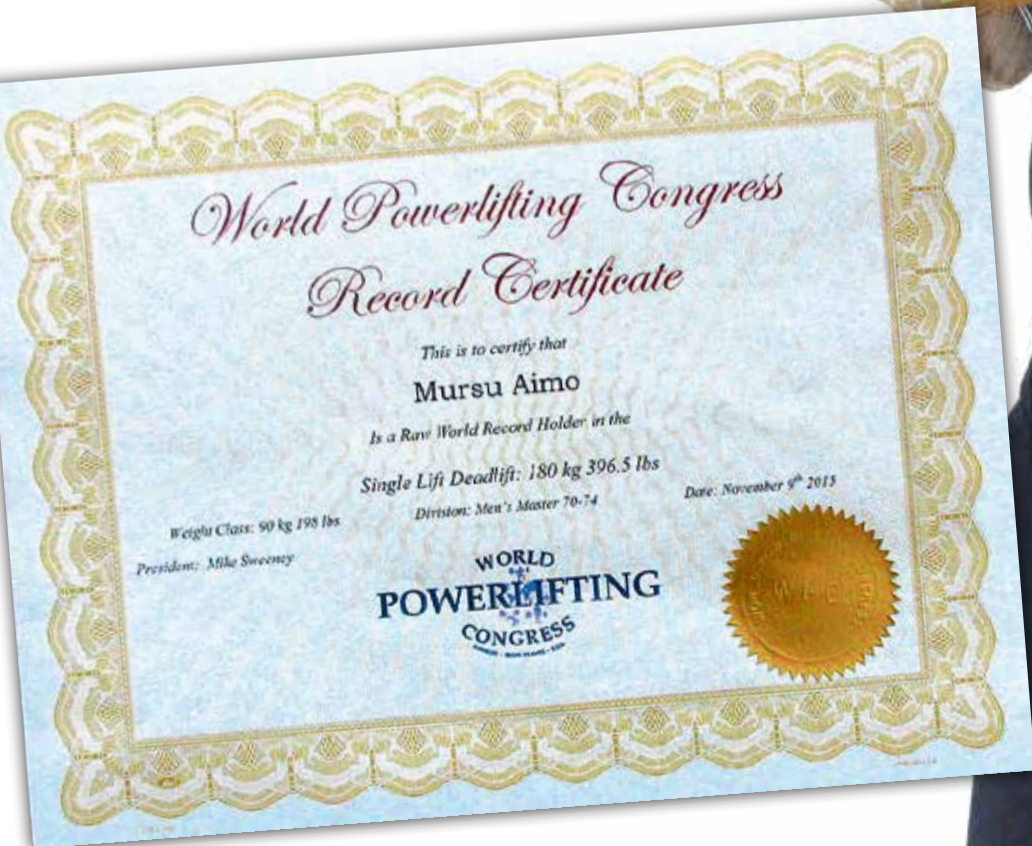 World Powerlifting Congress
Record Certificate
This is to certify that
Mursu Aimo
Is a Raw World Record Holder in the
Single Lift Deadlift: 180 kg 396.5 lbs
Weight Class: 90 kg 198 lbs
Division: Men's Master 70-74
Date: November 9th 2015
President: Mike Sweeney
WORLD
POWERLIFTING
CONGRESS
WPC